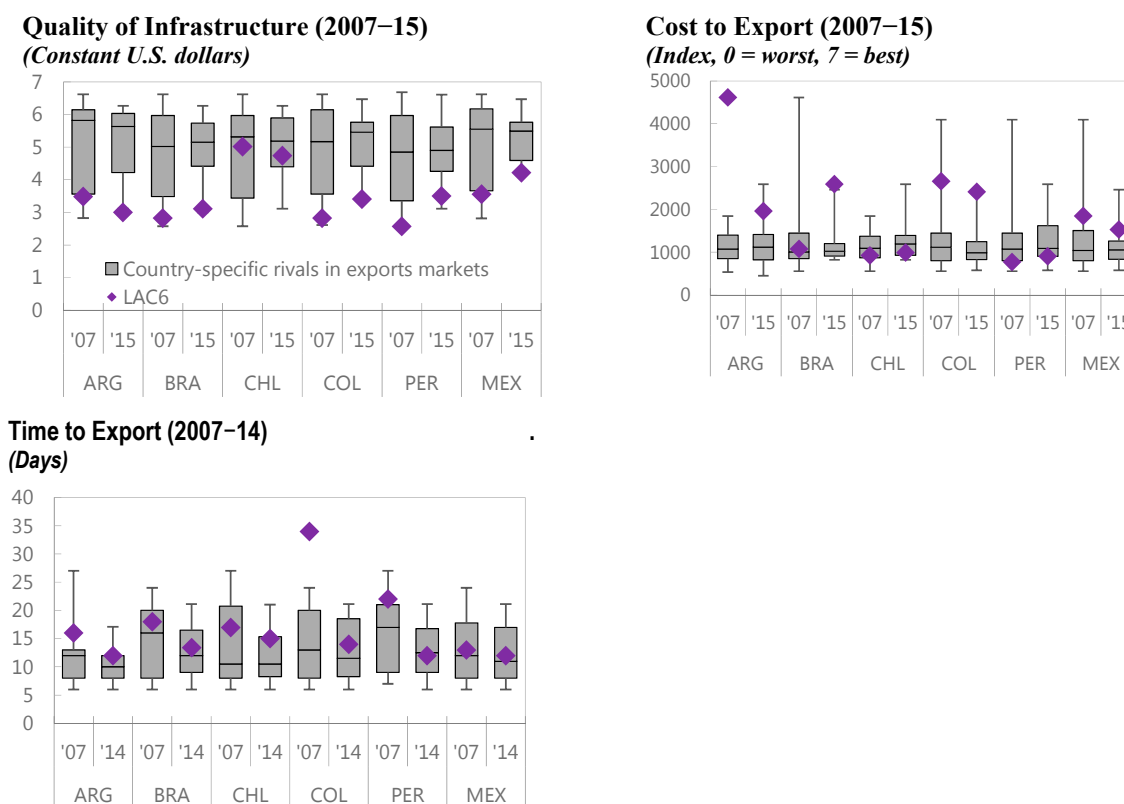 Quality of Infrastructure (2007−15)
(Constant U.S. dollars)
7
6
5
4
3
2
1
0
Country-specific rivals in exports markets
LAC6
'07 '15 '07 '15 '07 '15 '07 '15 '07 '15 '07 '15
ARG BRA CHL COL PER MEX
Cost to Export (2007−15)
(Index, 0 = worst, 7 = best)
5000
4000
3000
2000
1000
0
'07 '15 '07 '15 '07 '15 '07 '15 '07 '15 '07
ARG BRA CHL COL PER MEX
Time to Export (2007−14)
.
(Days)
40
35
30
25
20
15
10
5
0
'07 '14 '07 '14 '07 '14 '07 '14 '07 '14 '07 '14
ARG BRA CHL COL PER MEX